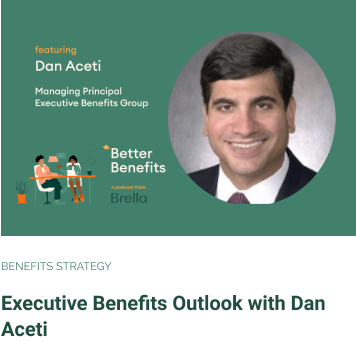 featuring
Dan Aceti
Managing Principal
Executive Benefits Group
Better
Benefits
a podcast from
Brella
BENEFITS STRATEGY
Executive Benefits Outlook with Dan
Aceti